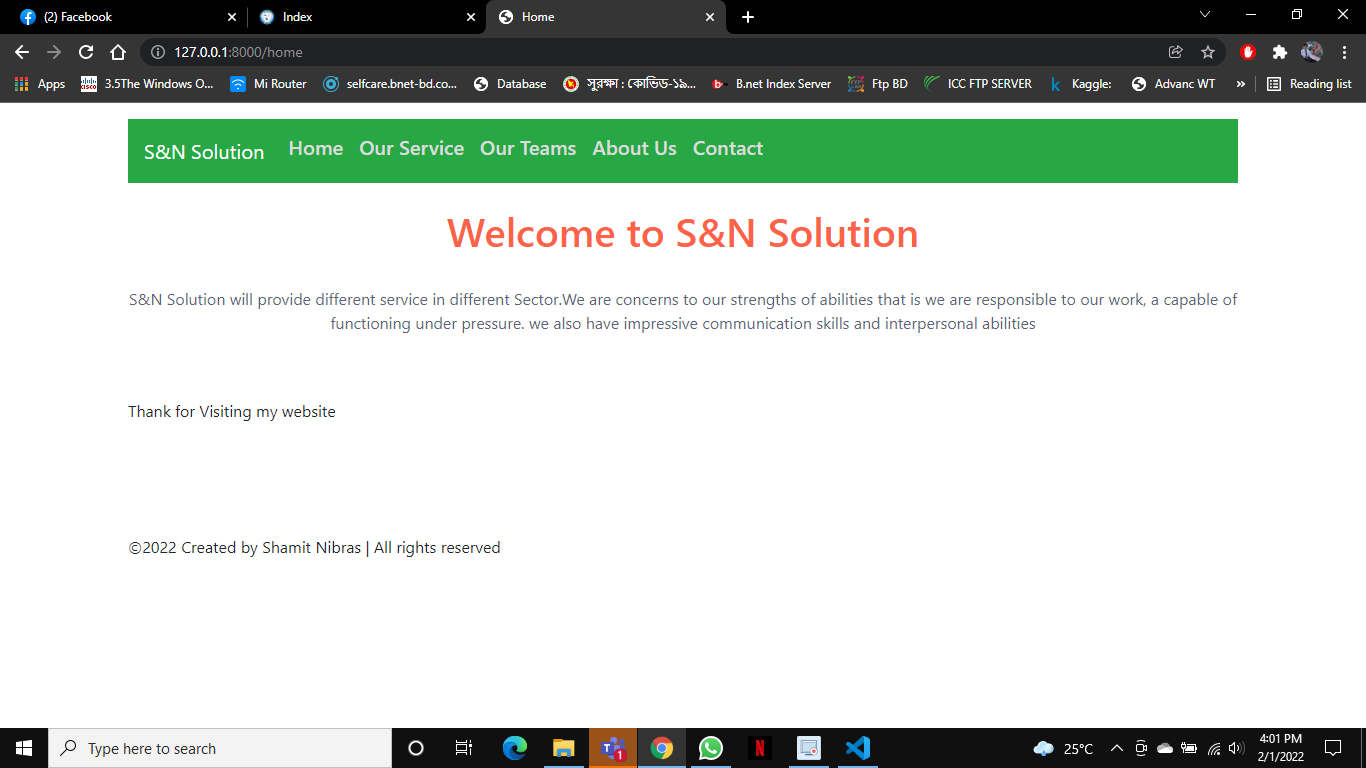 (2) Facebook
Index
Home
127.0.0.1:8000/home
Apps
3.5The Windows O...
Mi Router
selfcare.bnet-bd.co...
Database
সুরক্ষা : কোভিড-১৯...
B.net Index Server
Ftp BD
ICC FTP SERVER
Kaggle:
Advanc WT
»
Reading list
S&N Solution
Home
Our Service
Our Teams
About Us
Contact
Welcome to S&N Solution
S&N Solution will provide different service in different Sector.We are concerns to our strengths of abilities that is we are responsible to our work, a capable of
functioning under pressure. we also have impressive communication skills and interpersonal abilities
Thank for Visiting my website
©2022 Created by Shamit Nibras | All rights reserved
Type here to search
1
25°C
4:01 PM
2/1/2022